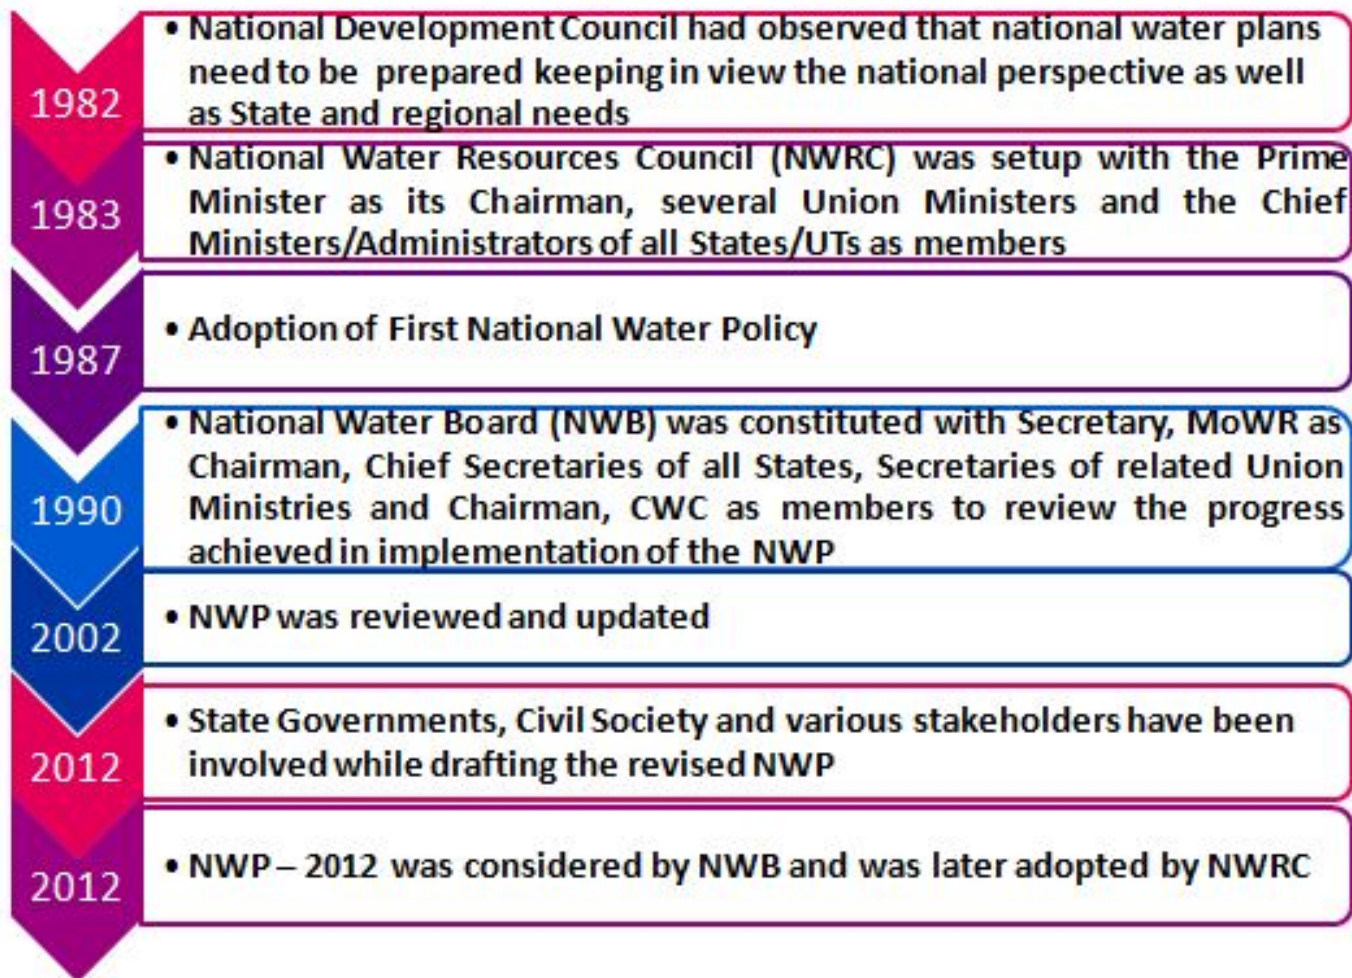 1982
• National Development Council had observed that national water plans
need to be prepared keeping in view the national perspective as well
as State and regional needs
1983
• National Water Resources Council (NWRC) was setup with the Prime
Minister as its Chairman, several Union Ministers and the Chief
Ministers/Administrators of all States/UTs as members
1987
• Adoption of First National Water Policy
1990
• National Water Board (NWB) was constituted with Secretary, MoWR as
Chairman, Chief Secretaries of all States, Secretaries of related Union
Ministries and Chairman, CWC as members to review the progress
achieved in implementation of the NWP
2002
• NWP was reviewed and updated
2012
• State Governments, Civil Society and various stakeholders have been
involved while drafting the revised NWP
2012
• NWP – 2012 was considered by NWB and was later adopted by NWRC